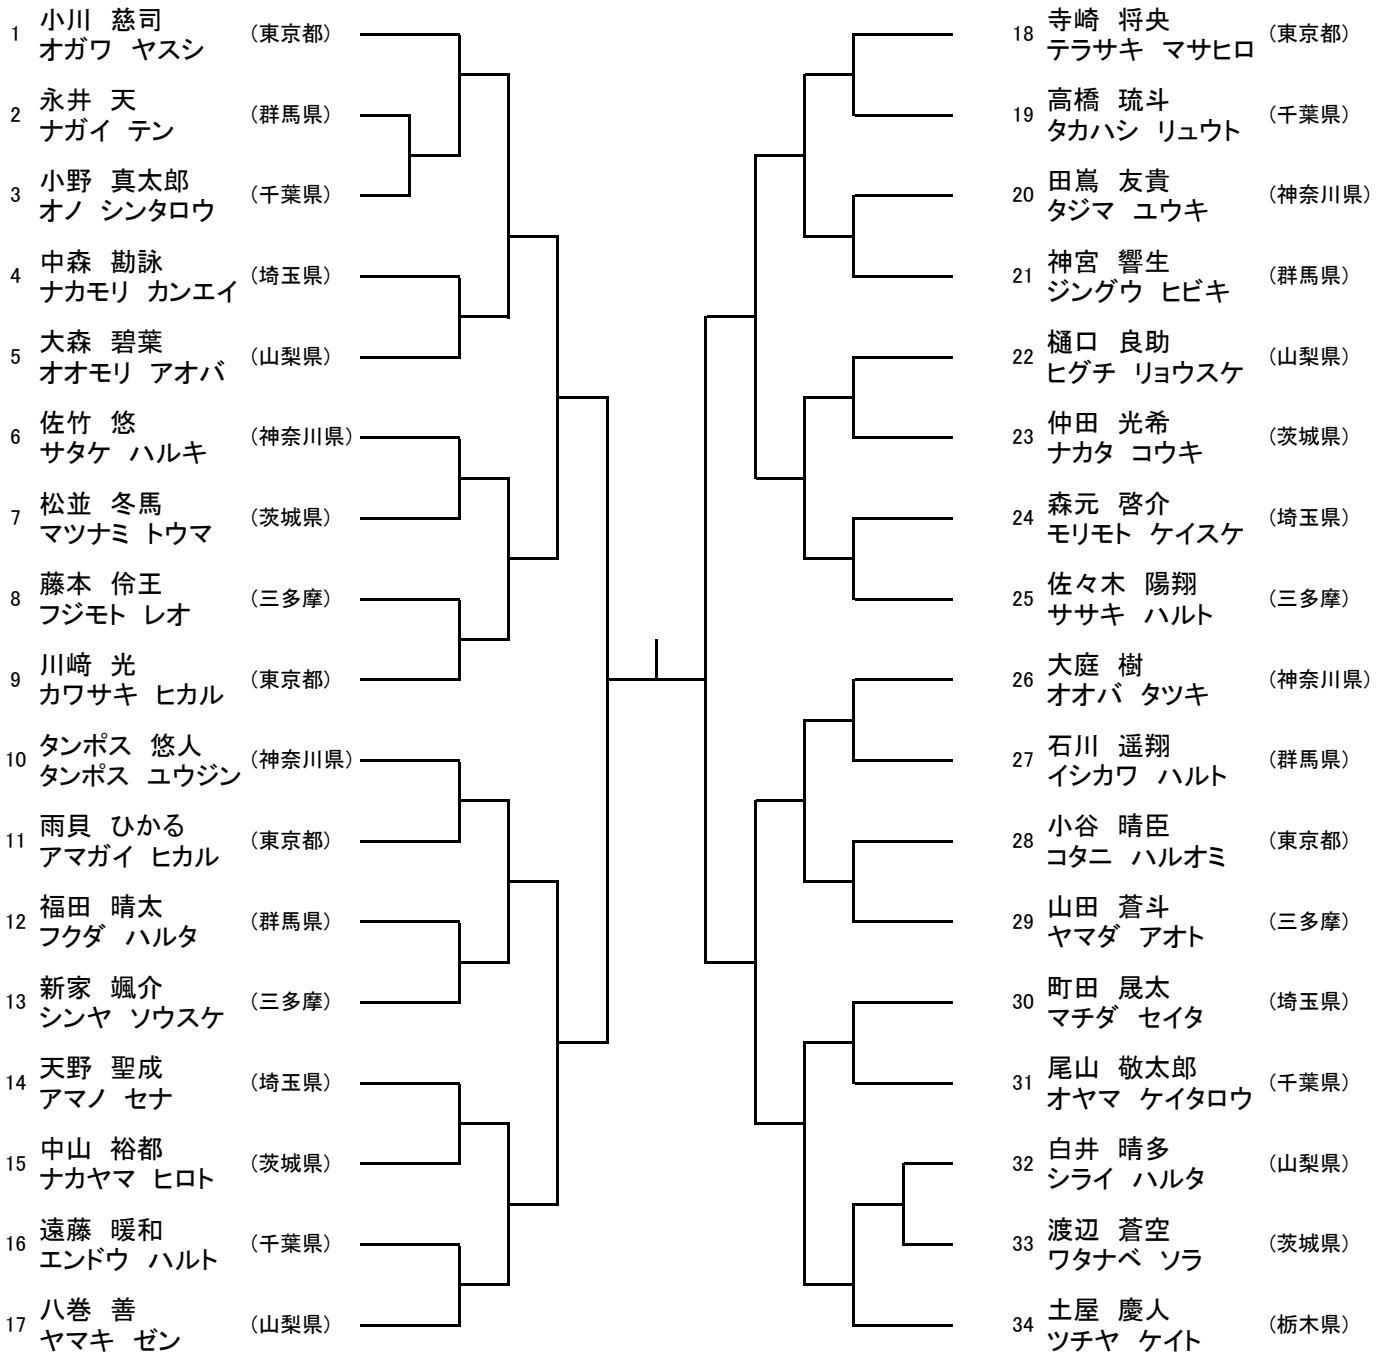 小川　慈司
1 （東京都）
オガワ　ヤスシ
永井　天
2 （群馬県）
ナガイ　テン
小野　真太郎
3 （千葉県）
オノ　シンタロウ
中森　勘詠
4 （埼玉県）
ナカモリ　カンエイ
大森　碧葉
5 （山梨県）
オオモリ　アオバ
佐竹　悠
6 （神奈川県）
サタケ　ハルキ
松並　冬馬
7 （茨城県）
マツナミ　トウマ
藤本　伶王
8 （三多摩）
フジモト　レオ
川﨑　光
9 （東京都）
カワサキ　ヒカル
タンポス　悠人
10 （神奈川県）
タンポス　ユウジン
雨貝　ひかる
11 （東京都）
アマガイ　ヒカル
福田　晴太
12 （群馬県）
フクダ　ハルタ
新家　颯介
13 （三多摩）
シンヤ　ソウスケ
天野　聖成
14 （埼玉県）
アマノ　セナ
中山　裕都
15 （茨城県）
ナカヤマ　ヒロト
遠藤　暖和
16 （千葉県）
エンドウ　ハルト
八巻　善
17 （山梨県）
ヤマキ　ゼン
寺崎　将央
18 （東京都）
テラサキ　マサヒロ
高橋　琉斗
19 （千葉県）
タカハシ　リュウト
田嶌　友貴
20 （神奈川県）
タジマ　ユウキ
神宮　響生
21 （群馬県）
ジングウ　ヒビキ
樋口　良助
22 （山梨県）
ヒグチ　リョウスケ
仲田　光希
23 （茨城県）
ナカタ　コウキ
森元　啓介
24 （埼玉県）
モリモト　ケイスケ
佐々木　陽翔
25 （三多摩）
ササキ　ハルト
大庭　樹
26 （神奈川県）
オオバ　タツキ
石川　遥翔
27 （群馬県）
イシカワ　ハルト
小谷　晴臣
28 （東京都）
コタニ　ハルオミ
山田　蒼斗
29 （三多摩）
ヤマダ　アオト
町田　晟太
30 （埼玉県）
マチダ　セイタ
尾山　敬太郎
31 （千葉県）
オヤマ　ケイタロウ
白井　晴多
32 （山梨県）
シライ　ハルタ
渡辺　蒼空
33 （茨城県）
ワタナベ　ソラ
土屋　慶人
34 （栃木県）
ツチヤ　ケイト